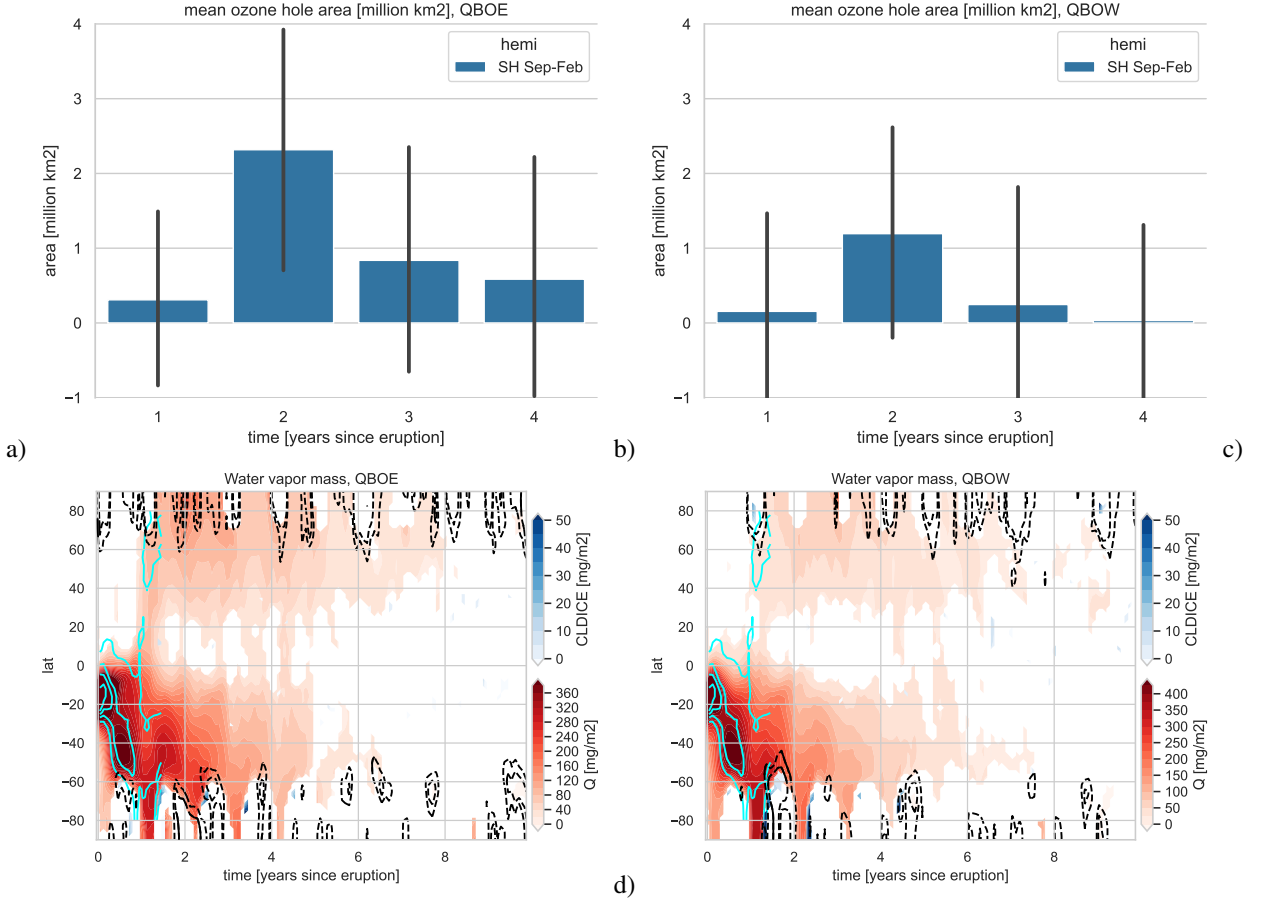 mean ozone hole area [million km2], QBOE
4
3
2
1
0
−1
area [million km2]
hemi
SH Sep-Feb
1 2 3 4
time [years since eruption]
a)
mean ozone hole area [million km2], QBOW
4
3
2
1
0
−1
area [million km2]
hemi
SH Sep-Feb
1 2 3 4
time [years since eruption]
b)
c)
Water vapor mass, QBOE
80
60
40
20
0
−20
−40
−60
−80
lat
0 2 4 6 8
time [years since eruption]
50
40
30
20
10
0
CLDICE [mg/m2]
360
320
280
240
200
160
120
80
40
0
Q [mg/m2]
Water vapor mass, QBOW
80
60
40
20
0
−20
−40
−60
−80
lat
0 2 4 6 8
time [years since eruption]
50
40
30
20
10
0
CLDICE [mg/m2]
400
350
300
250
200
150
100
50
0
Q [mg/m2]
d)